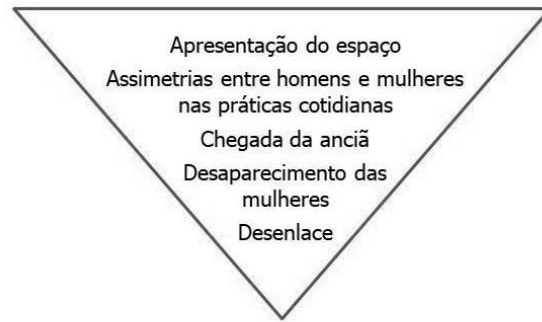 Apresentação do espaço
Assimetrias entre homens e mulheres
nas práticas cotidianas
Chegada da anciã
Desaparecimento das
mulheres
Desenlace